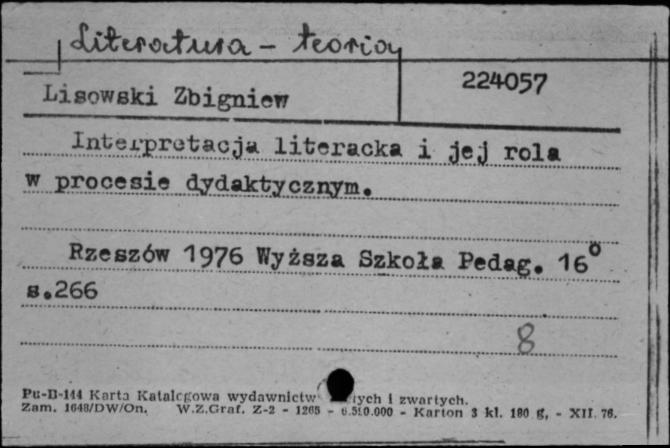 Literatura - teoria
224057
Lisowski Zbigniew
Interpretacja literacka i jej rola
w procesie dydaktycznym.
Rzeszów 1976 Wyższa Szkoła Pedag. 16°
s.266
8
Pu-B-144 Karta Katalogowa wydawnictw i zwartych.
Zam. 1648/DW/On. W.Z.Graf. Z-2 - 1265 - 6.510.000 - Karton 3 kl. 180 g, - XII. 76.